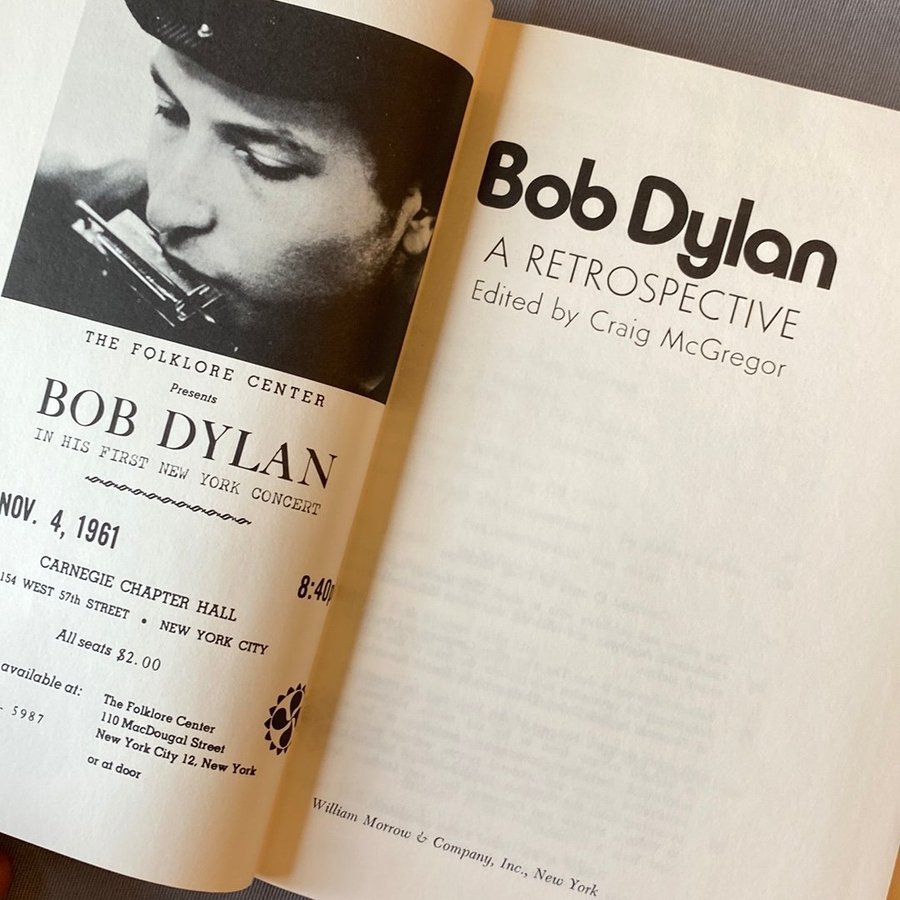 THE FOLKLORE CENTER
Presents
BOB DYLAN
IN HIS FIRST NEW YORK CONCERT
NOV. 4, 1961
8:40p
CARNEGIE CHAPTER HALL
154 WEST 57th STREET • NEW YORK CITY
All seats $2.00
available at:
The Folklore Center
110 MacDougal Street
New York City 12, New York
or at door
- 5987
Bob Dylan
A RETROSPECTIVE
Edited by Craig McGregor
William Morrow & Company, Inc., New York